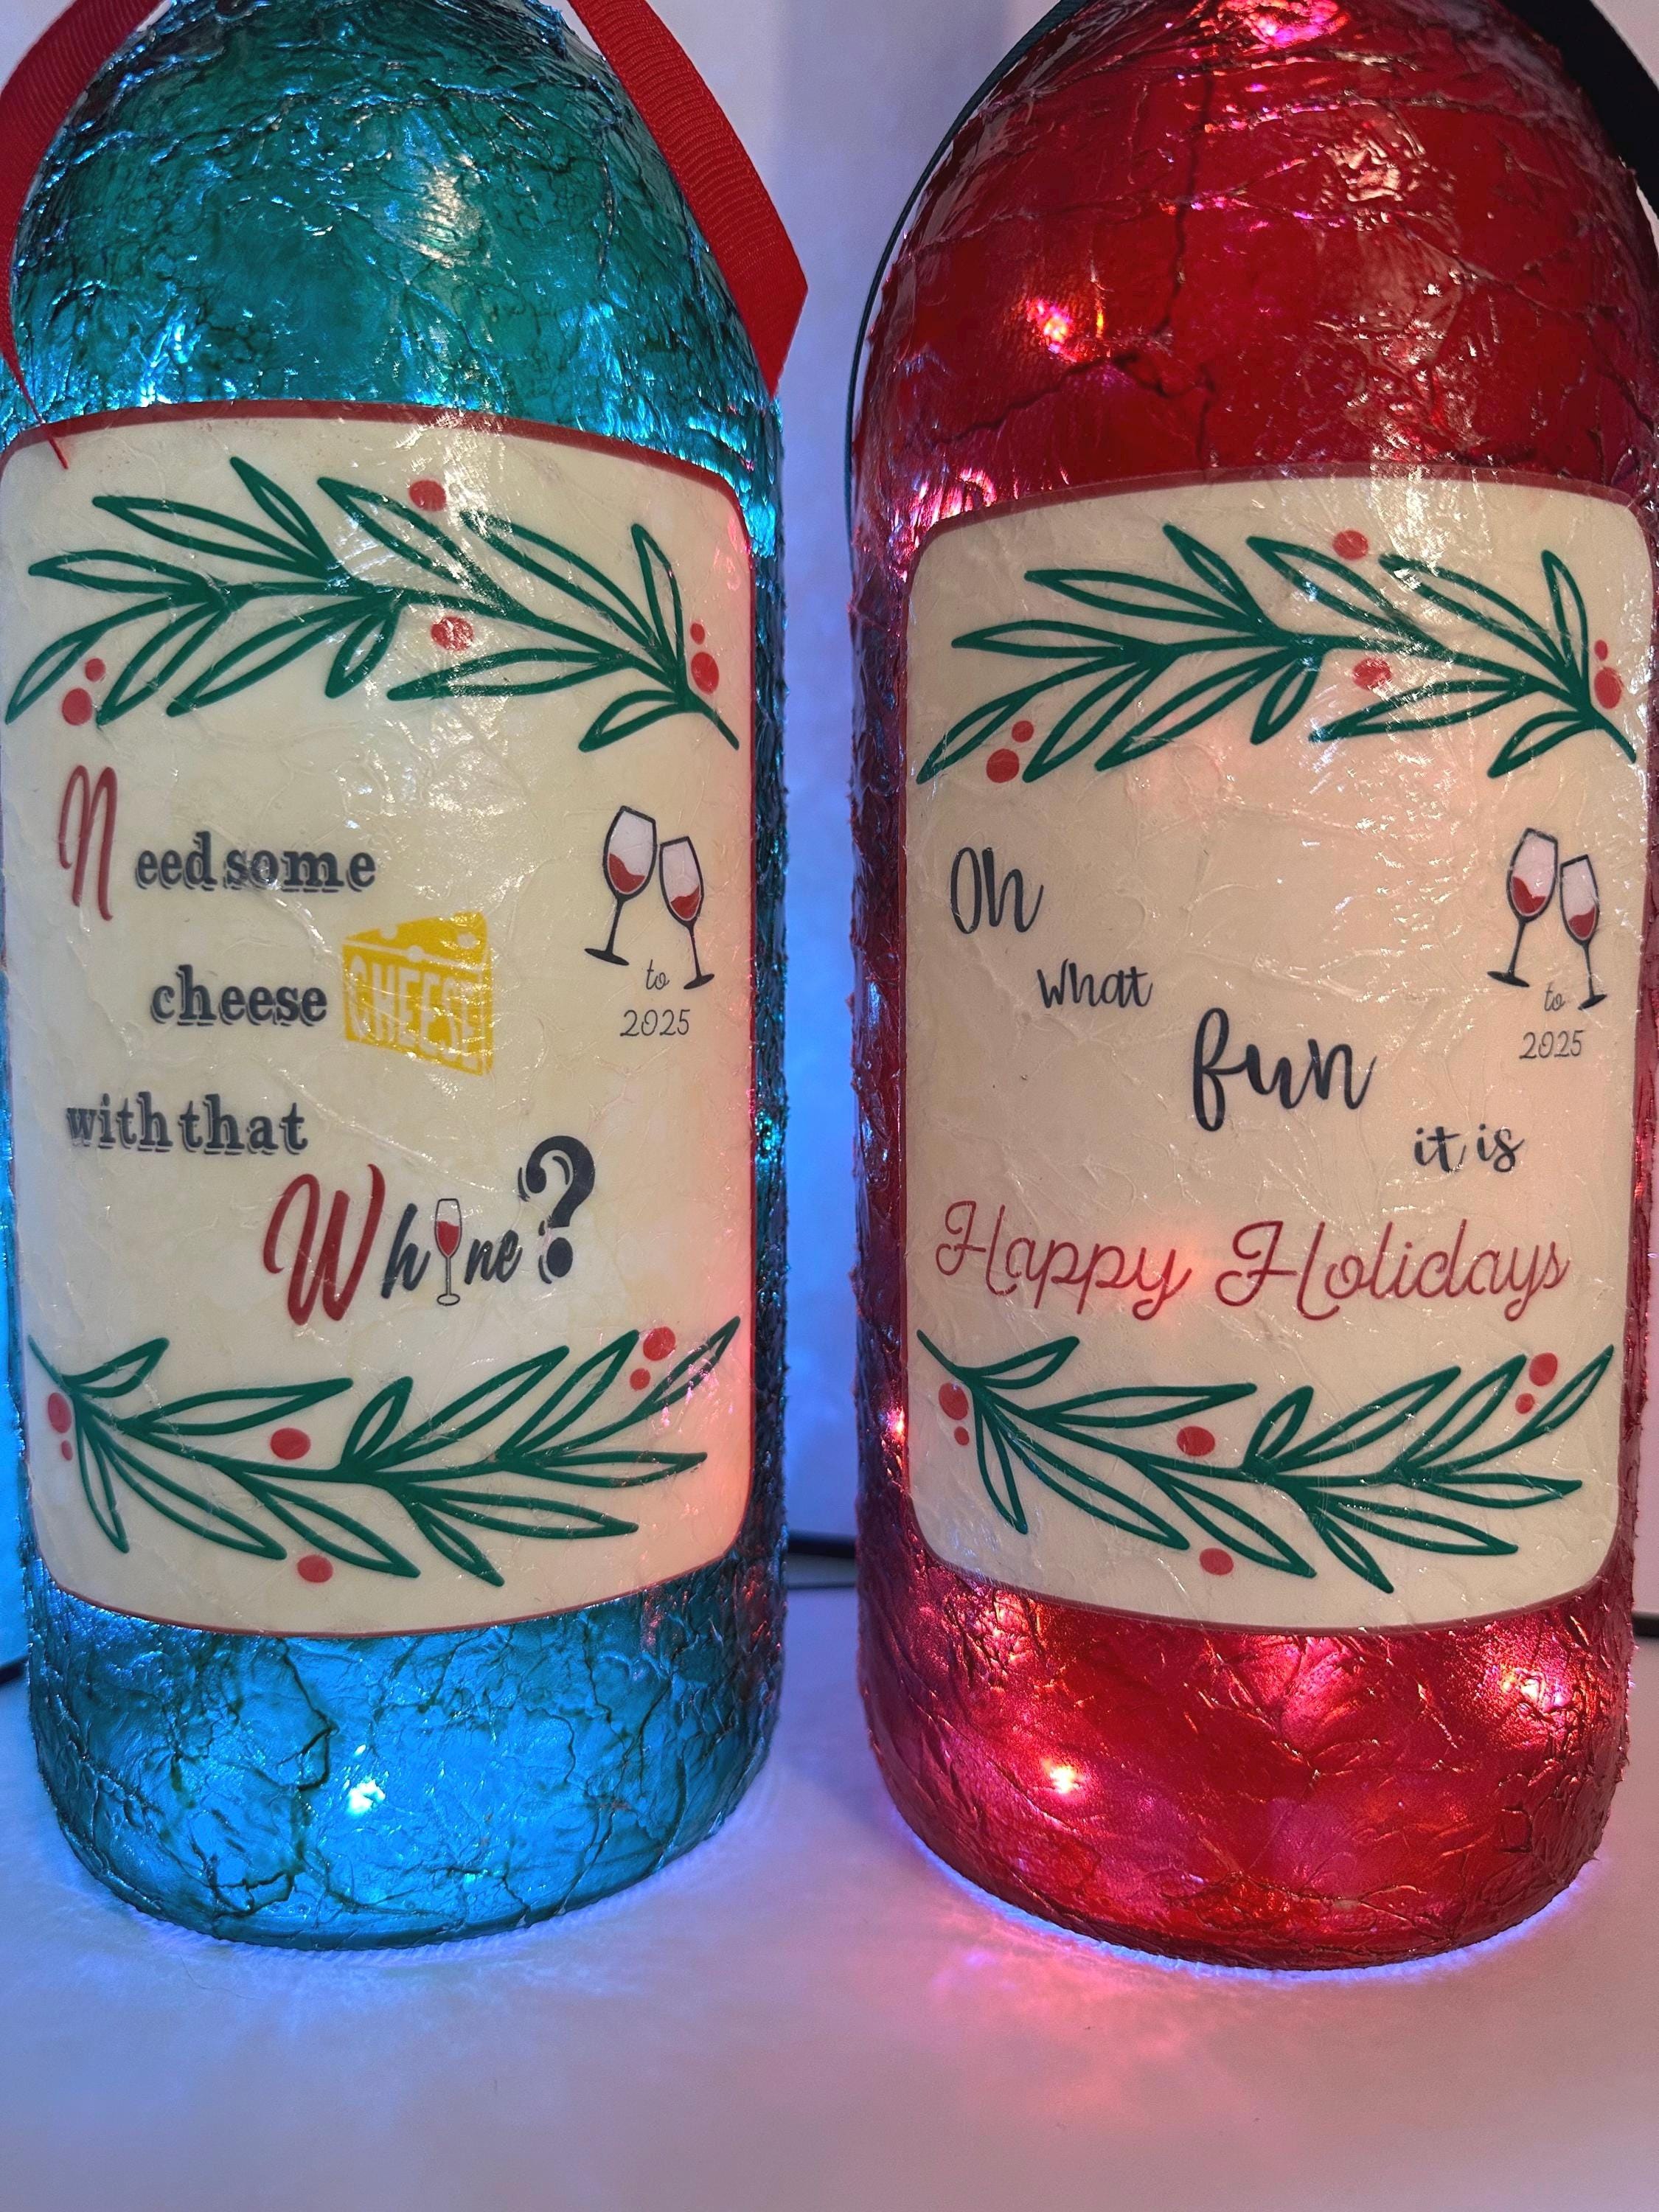 Need some
cheese CHEESE
with that
Whine?
to
2025
Oh
what
fun
it is
Happy Holidays
to
2025